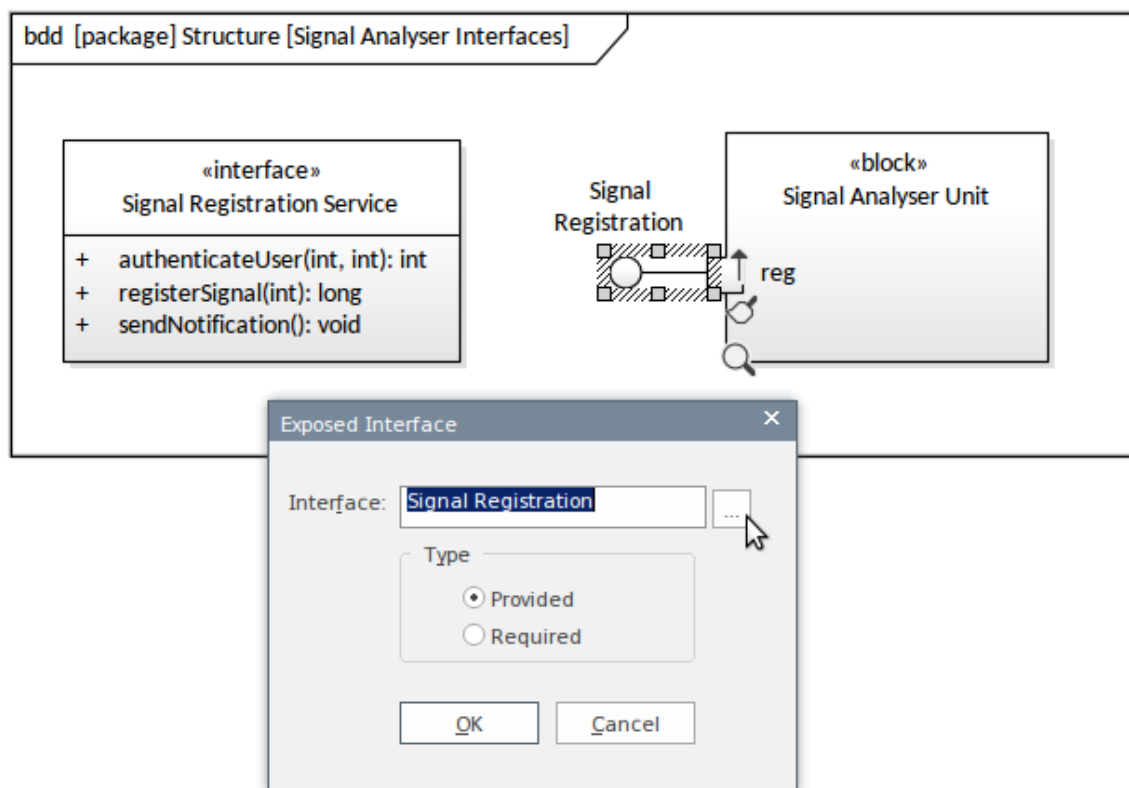 bdd [package] Structure [Signal Analyser Interfaces]
«interface»
Signal Registration Service
+ authenticateUser(int, int): int
+ registerSignal(int): long
+ sendNotification(): void
Signal
Registration
«block»
Signal Analyser Unit
reg
Exposed Interface
Interface: Signal Registration ...
Type
Provided
Required
OK Cancel